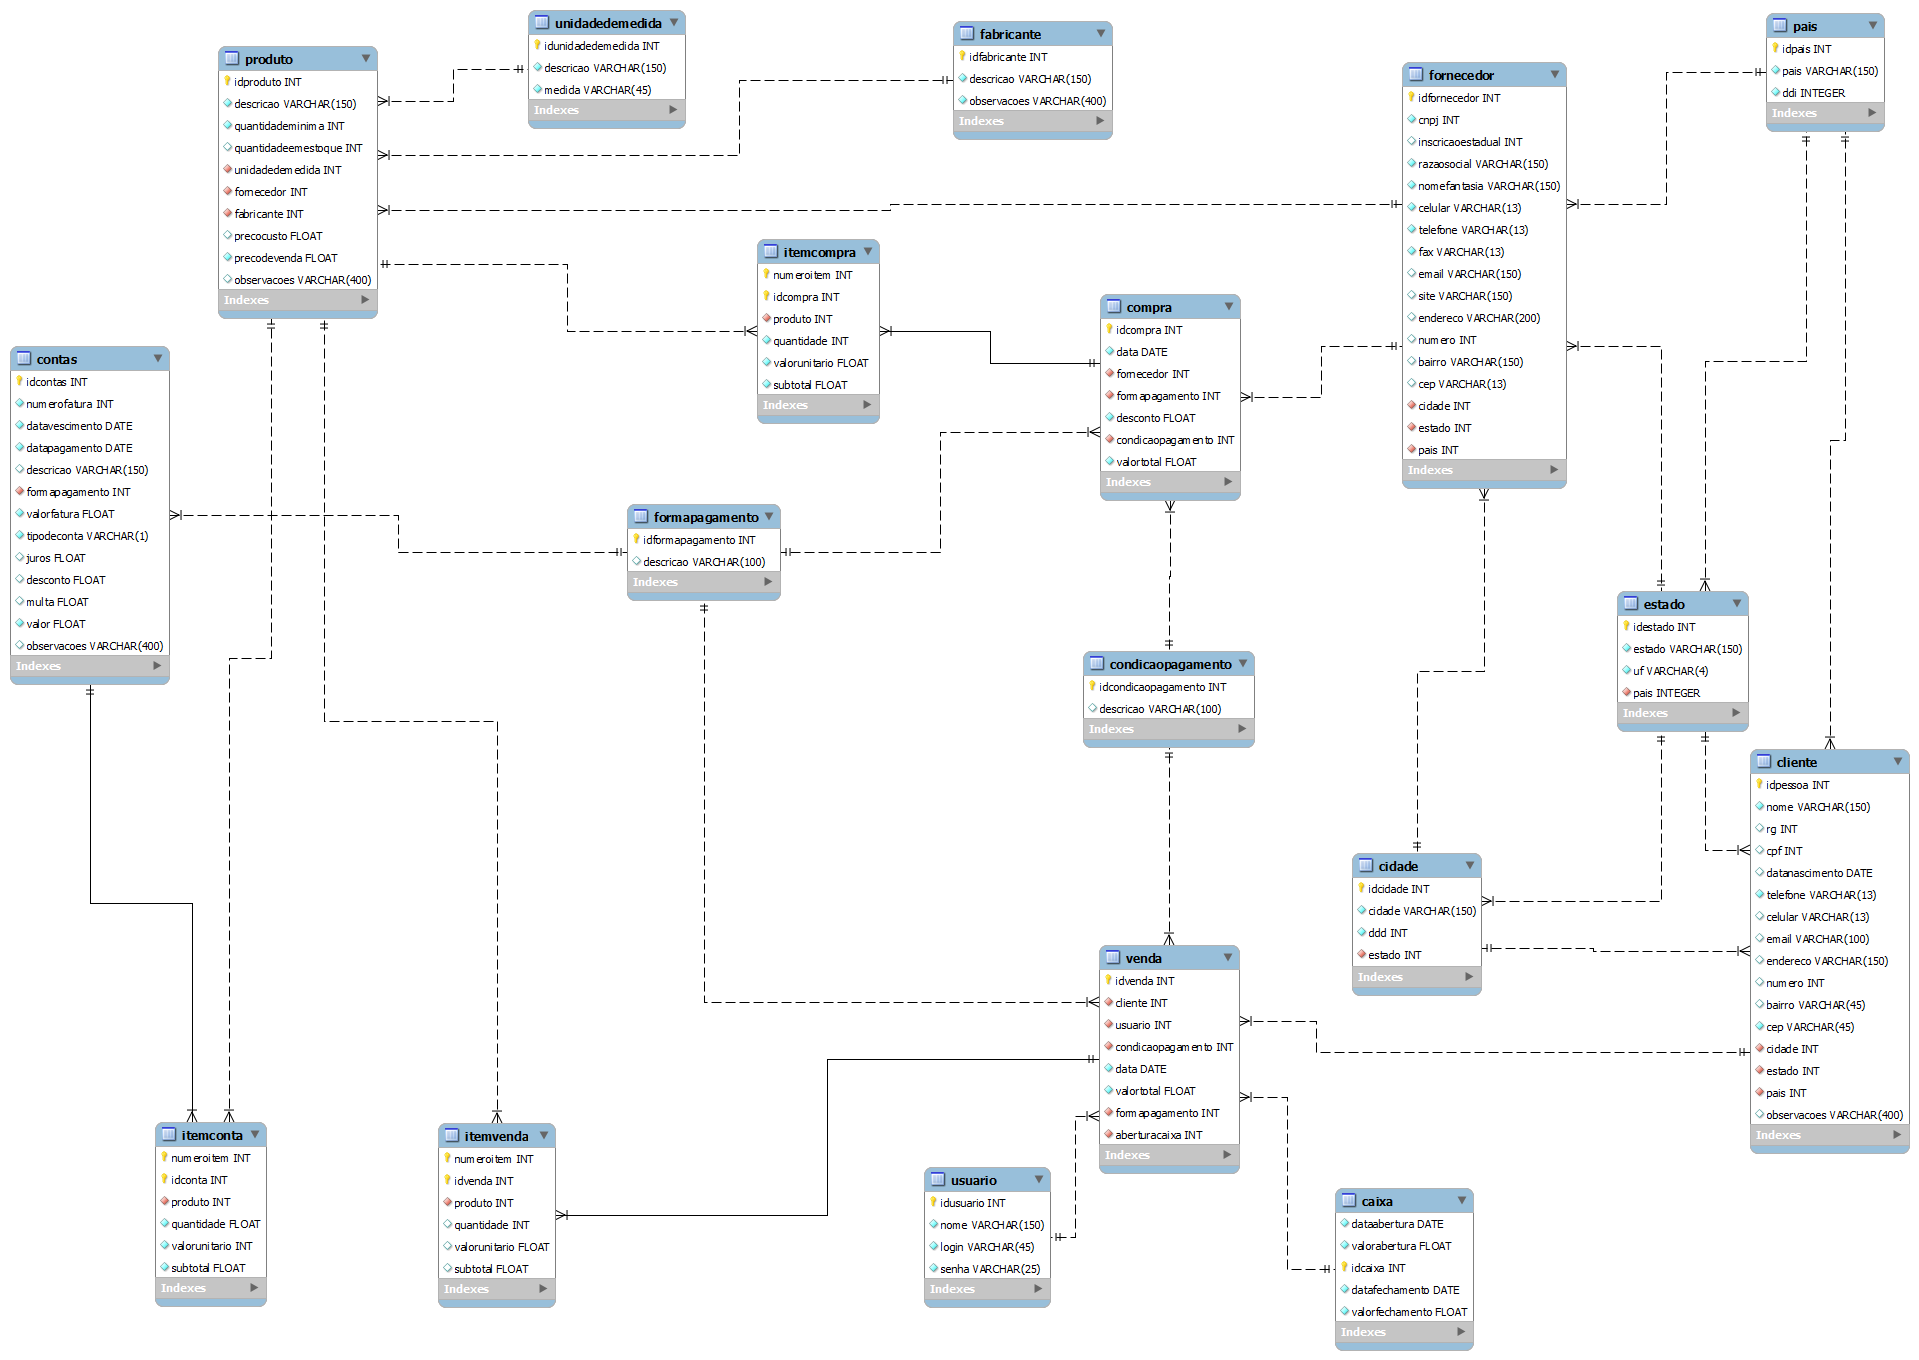 unidadedemedida
idunidadedemedida INT
descricao VARCHAR(150)
medida VARCHAR(45)
Indexes
fabricante
idfabricante INT
descricao VARCHAR(150)
observacoes VARCHAR(400)
Indexes
pais
idpais INT
pais VARCHAR(150)
ddi INTEGER
Indexes
produto
idproduto INT
descricao VARCHAR(150)
quantidademinima INT
quantidadeemestoque INT
unidadedemedida INT
fornecedor INT
fabricante INT
precocusto FLOAT
precodevenda FLOAT
observacoes VARCHAR(400)
Indexes
fornecedor
idfornecedor INT
cnpj INT
inscricaoestadual INT
razaosocial VARCHAR(150)
nomefantasia VARCHAR(150)
celular VARCHAR(13)
telefone VARCHAR(13)
fax VARCHAR(13)
email VARCHAR(150)
site VARCHAR(150)
endereco VARCHAR(200)
numero INT
bairro VARCHAR(150)
cep VARCHAR(13)
cidade INT
estado INT
pais INT
Indexes
itemcompra
numeroitem INT
idcompra INT
produto INT
quantidade INT
valorunitario FLOAT
subtotal FLOAT
Indexes
compra
idcompra INT
data DATE
fornecedor INT
formapagamento INT
desconto FLOAT
condicaopagamento INT
valortotal FLOAT
Indexes
contas
idcontas INT
numerofatura INT
datavescimento DATE
datapagamento DATE
descricao VARCHAR(150)
formapagamento INT
valorfatura FLOAT
tipodeconta VARCHAR(1)
juros FLOAT
desconto FLOAT
multa FLOAT
valor FLOAT
observacoes VARCHAR(400)
Indexes
formapagamento
idformapagamento INT
descricao VARCHAR(100)
Indexes
estado
idestado INT
estado VARCHAR(150)
uf VARCHAR(4)
pais INTEGER
Indexes
condicaopagamento
idcondicaopagamento INT
descricao VARCHAR(100)
Indexes
cliente
idpessoa INT
nome VARCHAR(150)
rg INT
cpf INT
datanascimento DATE
telefone VARCHAR(13)
celular VARCHAR(13)
email VARCHAR(100)
endereco VARCHAR(150)
numero INT
bairro VARCHAR(45)
cep VARCHAR(45)
cidade INT
estado INT
pais INT
observacoes VARCHAR(400)
Indexes
cidade
idcidade INT
cidade VARCHAR(150)
ddd INT
estado INT
Indexes
venda
idvenda INT
cliente INT
usuario INT
condicaopagamento INT
data DATE
valortotal FLOAT
formapagamento INT
aberturacaixa INT
Indexes
itemconta
numeroitem INT
idconta INT
produto INT
quantidade FLOAT
valorunitario INT
subtotal FLOAT
Indexes
itemvenda
numeroitem INT
idvenda INT
produto INT
quantidade INT
valorunitario FLOAT
subtotal FLOAT
Indexes
usuario
idusuario INT
nome VARCHAR(150)
login VARCHAR(45)
senha VARCHAR(25)
Indexes
caixa
dataabertura DATE
valorabertura FLOAT
idcaixa INT
datafechamento DATE
valorfechamento FLOAT
Indexes